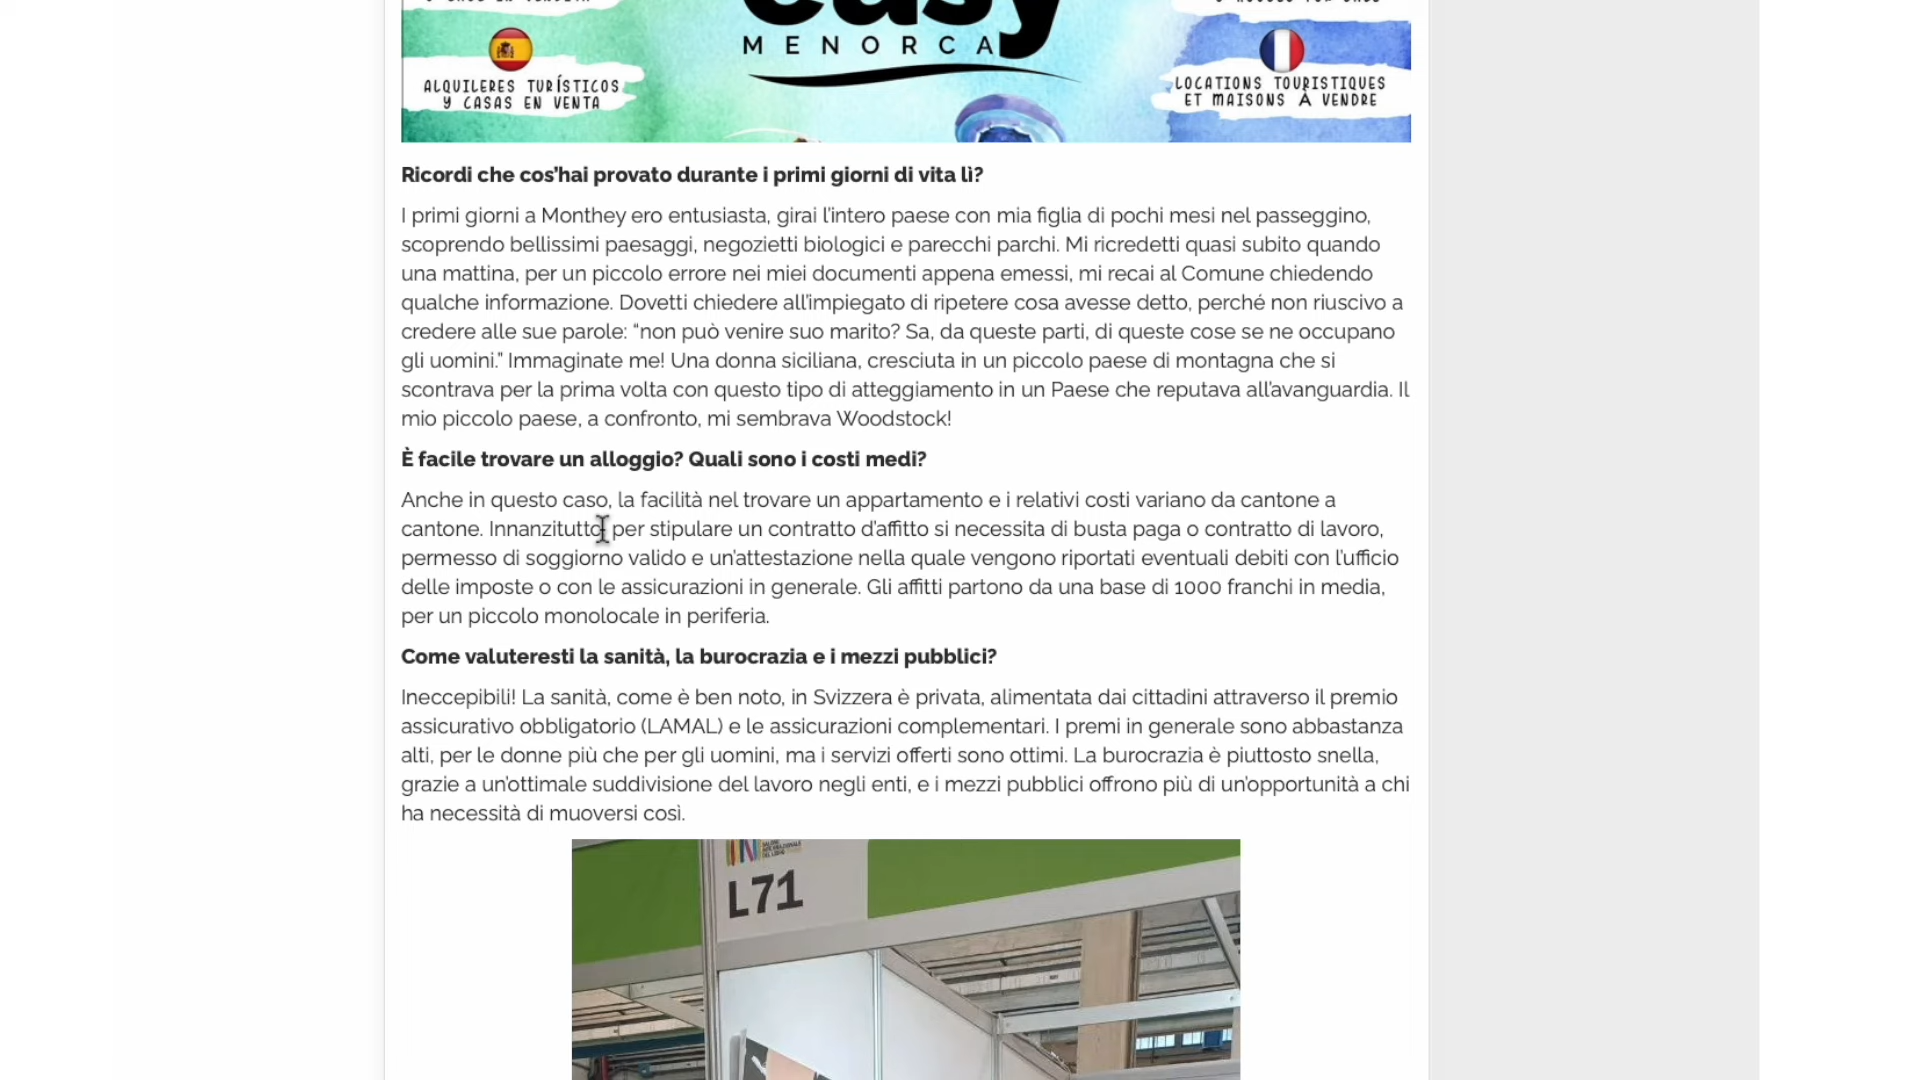 easy
MENORCA
ALQUILERES TURÍSTICOS
Y CASAS EN VENTA
LOCATIONS TOURISTIQUES
ET MAISONS À VENDRE
Ricordi che cos'hai provato durante i primi giorni di vita lì?
I primi giorni a Monthey ero entusiasta, girai l'intero paese con mia figlia di pochi mesi nel passeggino,
scoprendo bellissimi paesaggi, negozietti biologici e parecchi parchi. Mi ricredetti quasi subito quando
una mattina, per un piccolo errore nei miei documenti appena emessi, mi recai al Comune chiedendo
qualche informazione. Dovetti chiedere all'impiegato di ripetere cosa avesse detto, perché non riuscivo a
credere alle sue parole: “non può venire suo marito? Sa, da queste parti, di queste cose se ne occupano
gli uomini.” Immaginate me! Una donna siciliana, cresciuta in un piccolo paese di montagna che si
scontrava per la prima volta con questo tipo di atteggiamento in un Paese che reputava all'avanguardia. Il
mio piccolo paese, a confronto, mi sembrava Woodstock!
È facile trovare un alloggio? Quali sono i costi medi?
Anche in questo caso, la facilità nel trovare un appartamento e i relativi costi variano da cantone a
cantone. Innanzitutto, per stipulare un contratto d'affitto si necessita di busta paga o contratto di lavoro,
permesso di soggiorno valido e un'attestazione nella quale vengono riportati eventuali debiti con l'ufficio
delle imposte o con le assicurazioni in generale. Gli affitti partono da una base di 1000 franchi in media,
per un piccolo monolocale in periferia.
Come valuteresti la sanità, la burocrazia e i mezzi pubblici?
Ineccepibili! La sanità, come è ben noto, in Svizzera è privata, alimentata dai cittadini attraverso il premio
assicurativo obbligatorio (LAMAL) e le assicurazioni complementari. I premi in generale sono abbastanza
alti, per le donne più che per gli uomini, ma i servizi offerti sono ottimi. La burocrazia è piuttosto snella,
grazie a un'ottimale suddivisione del lavoro negli enti, e i mezzi pubblici offrono più di un'opportunità a chi
ha necessità di muoversi così.
L71